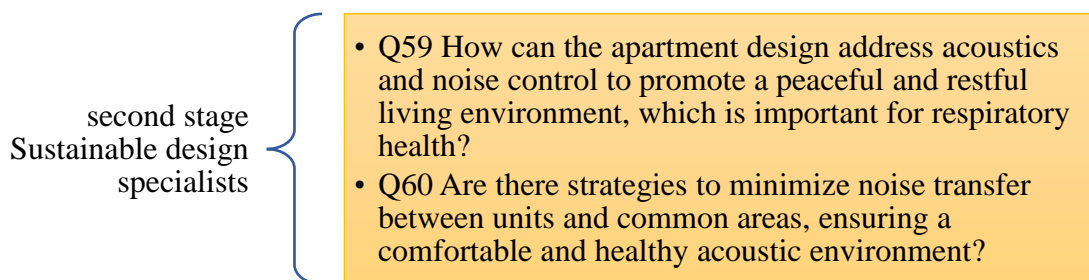 second stage
Sustainable design
specialists
• Q59 How can the apartment design address acoustics
and noise control to promote a peaceful and restful
living environment, which is important for respiratory
health?
• Q60 Are there strategies to minimize noise transfer
between units and common areas, ensuring a
comfortable and healthy acoustic environment?